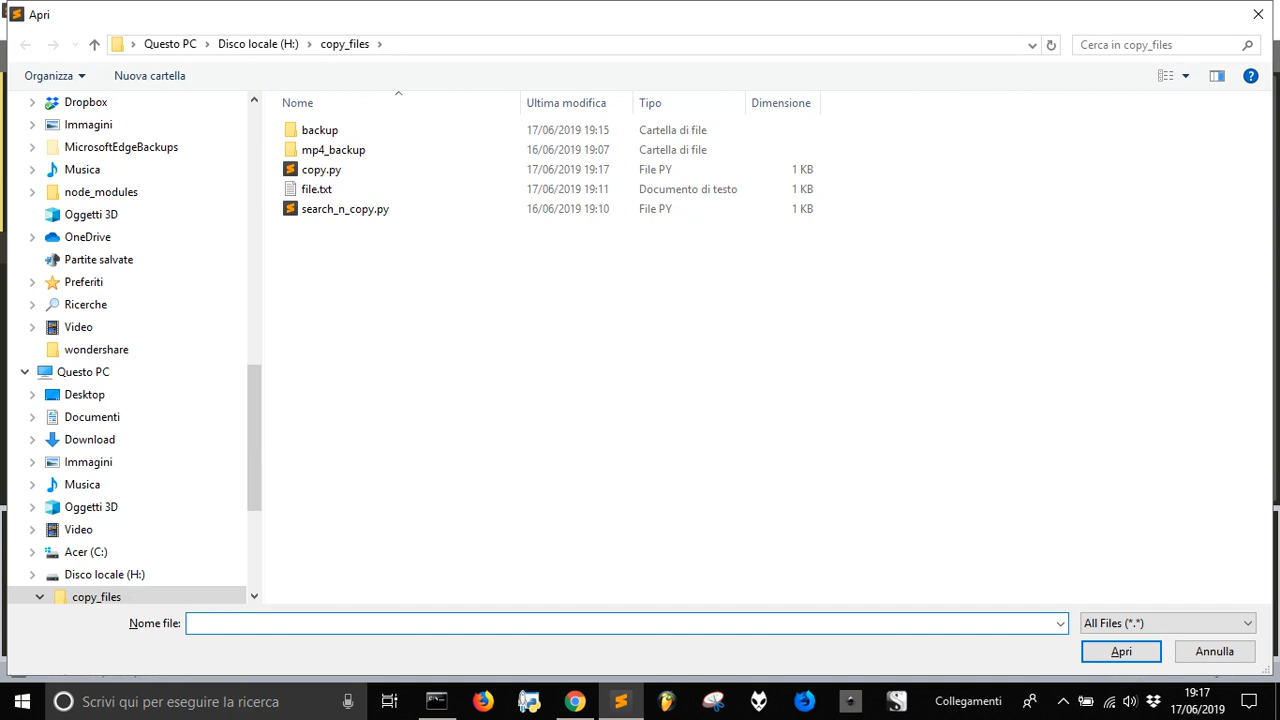 Apri
Questo PC > Disco locale (H:) > copy_files >
Cerca in copy_files
Organizza
Nuova cartella
Nome
Ultima modifica
Tipo
Dimensione
backup 17/06/2019 19:15 Cartella di file
mp4_backup 16/06/2019 19:07 Cartella di file
copy.py 17/06/2019 19:17 File PY 1 KB
file.txt 17/06/2019 19:11 Documento di testo 1 KB
search_n_copy.py 16/06/2019 19:10 File PY 1 KB
Dropbox
Immagini
MicrosoftEdgeBackups
Musica
node_modules
Oggetti 3D
OneDrive
Partite salvate
Preferiti
Ricerche
Video
wondershare
Questo PC
Desktop
Documenti
Download
Immagini
Musica
Oggetti 3D
Video
Acer (C:)
Disco locale (H:)
copy_files
Nome file:
All Files (*.*)
Apri
Annulla
Scrivi qui per eseguire la ricerca
Collegamenti
19:17
17/06/2019